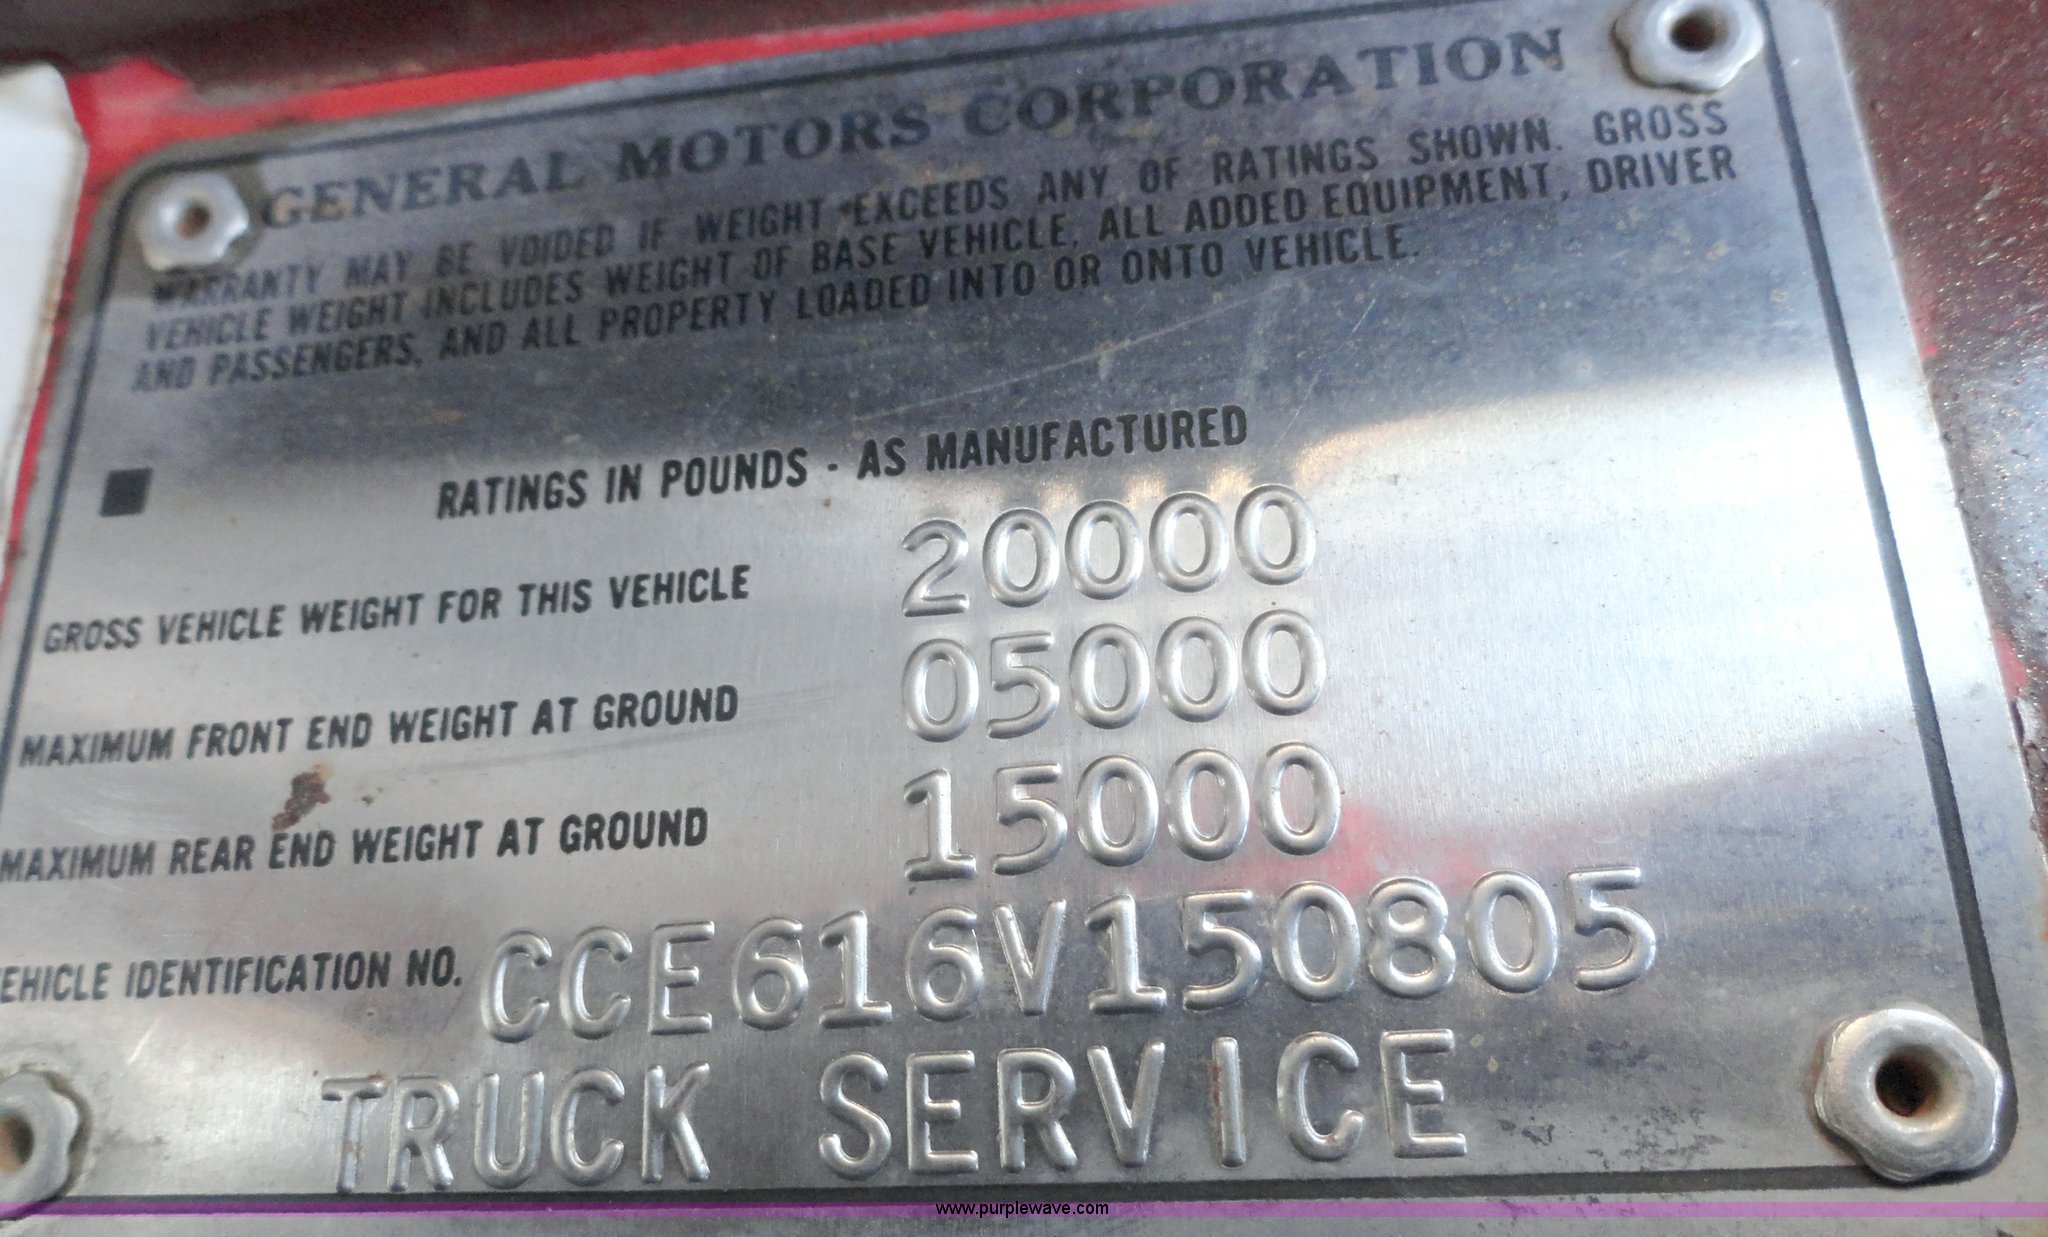 GENERAL MOTORS CORPORATION
WARRANTY MAY BE VOIDED IF WEIGHT EXCEEDS ANY OF RATINGS SHOWN. GROSS
VEHICLE WEIGHT INCLUDES WEIGHT OF BASE VEHICLE, ALL ADDED EQUIPMENT, DRIVER
AND PASSENGERS, AND ALL PROPERTY LOADED INTO OR ONTO VEHICLE.
RATINGS IN POUNDS - AS MANUFACTURED
GROSS VEHICLE WEIGHT FOR THIS VEHICLE 20000
MAXIMUM FRONT END WEIGHT AT GROUND 05000
MAXIMUM REAR END WEIGHT AT GROUND 15000
EHICLE IDENTIFICATION NO. CCE616V150805
TRUCK SERVICE
www.purplewave.com